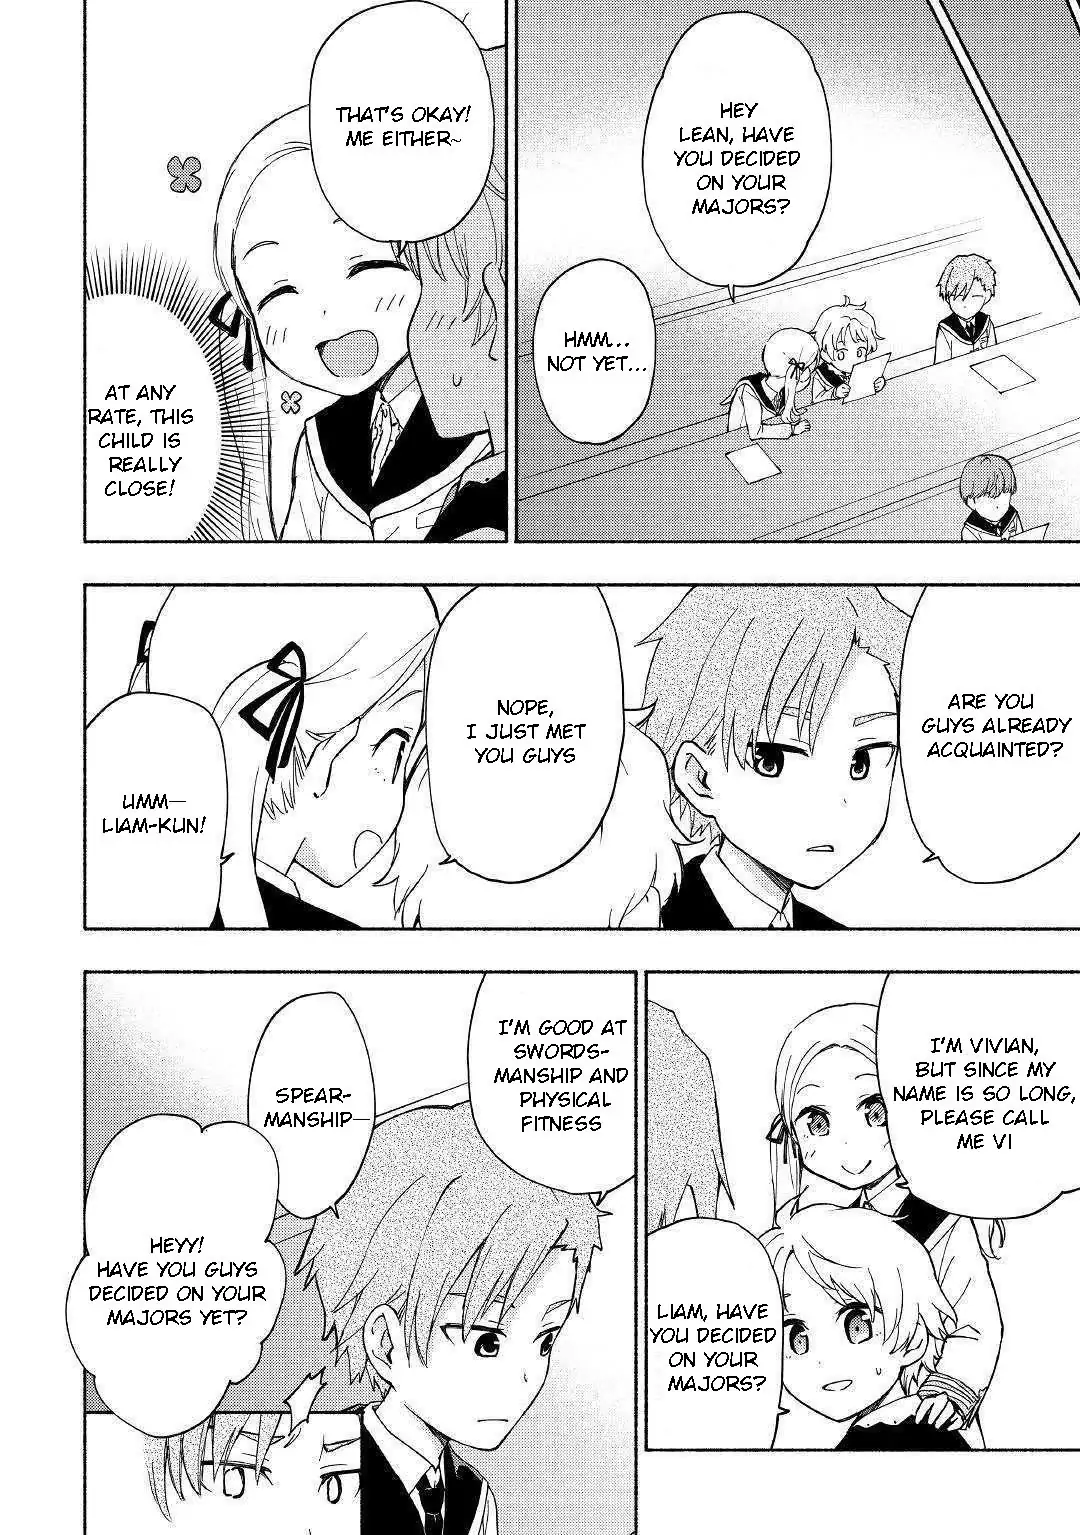 HEY
LEAN, HAVE
YOU DECIDED
ON YOUR
MAJORS?
HMM...
NOT YET...
THAT'S OKAY!
ME EITHER~
AT ANY
RATE, THIS
CHILD IS
REALLY
CLOSE!
ARE YOU
GUYS ALREADY
ACQUAINTED?
NOPE,
I JUST MET
YOU GUYS
UMM—
LIAM-KUN!
I'M VIVIAN,
BUT SINCE MY
NAME IS SO LONG,
PLEASE CALL
ME VI
LIAM, HAVE
YOU DECIDED
ON YOUR
MAJORS?
I'M GOOD AT
SWORDS-
MANSHIP AND
PHYSICAL
FITNESS
SPEAR-
MANSHIP—
HEYY!
HAVE YOU GUYS
DECIDED ON YOUR
MAJORS YET?